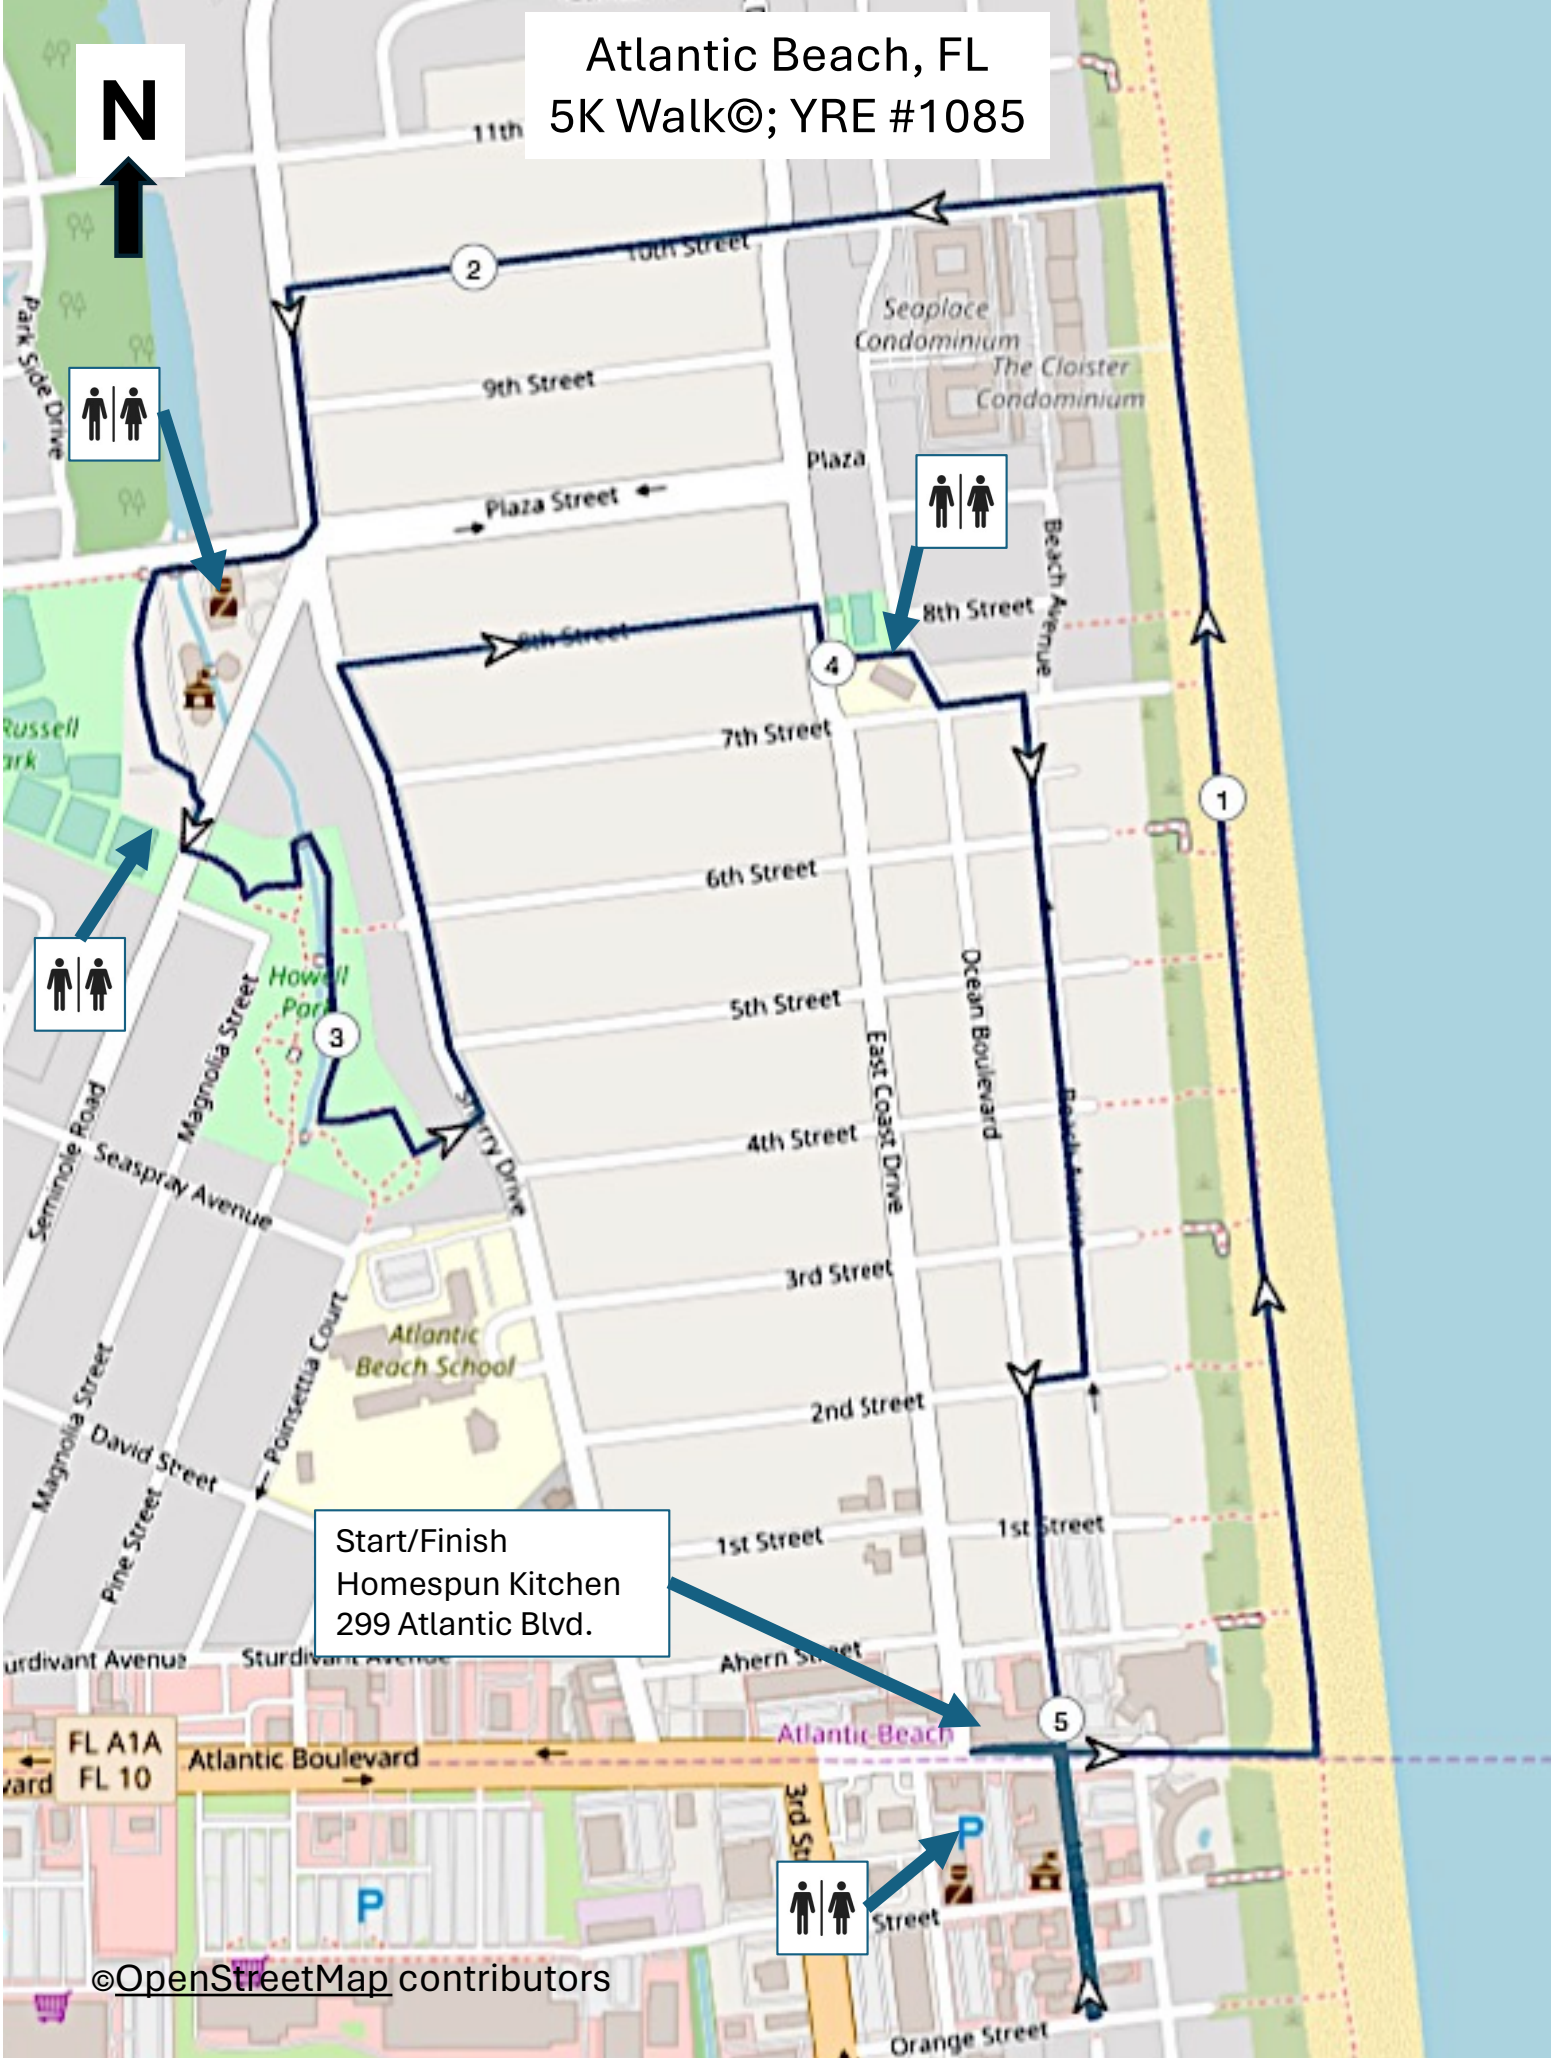 Atlantic Beach, FL
5K Walk©; YRE #1085
N
11th
10th Street
2
Seaplace
Condominium
The Cloister
Condominium
Park Side Drive
9th Street
Plaza
Plaza Street
Beach Avenue
8th Street
8th Street
4
Russell
ark
7th Street
1
6th Street
Howell
Park
3
5th Street
Ocean Boulevard
East Coast Drive
Magnolia Street
Seminole Road
Seaspray Avenue
Sherry Drive
4th Street
Beach Avenue
3rd Street
Atlantic
Beach School
Poinsettia Court
2nd Street
Magnolia Street
David Street
Pine Street
1st Street
1st Street
Start/Finish
Homespun Kitchen
299 Atlantic Blvd.
urdivant Avenue
Sturdivant Avenue
Ahern Street
5
Atlantic Beach
FL A1A
FL 10
Atlantic Boulevard
vard
3rd St
P
P
Street
©OpenStreetMap contributors
Orange Street